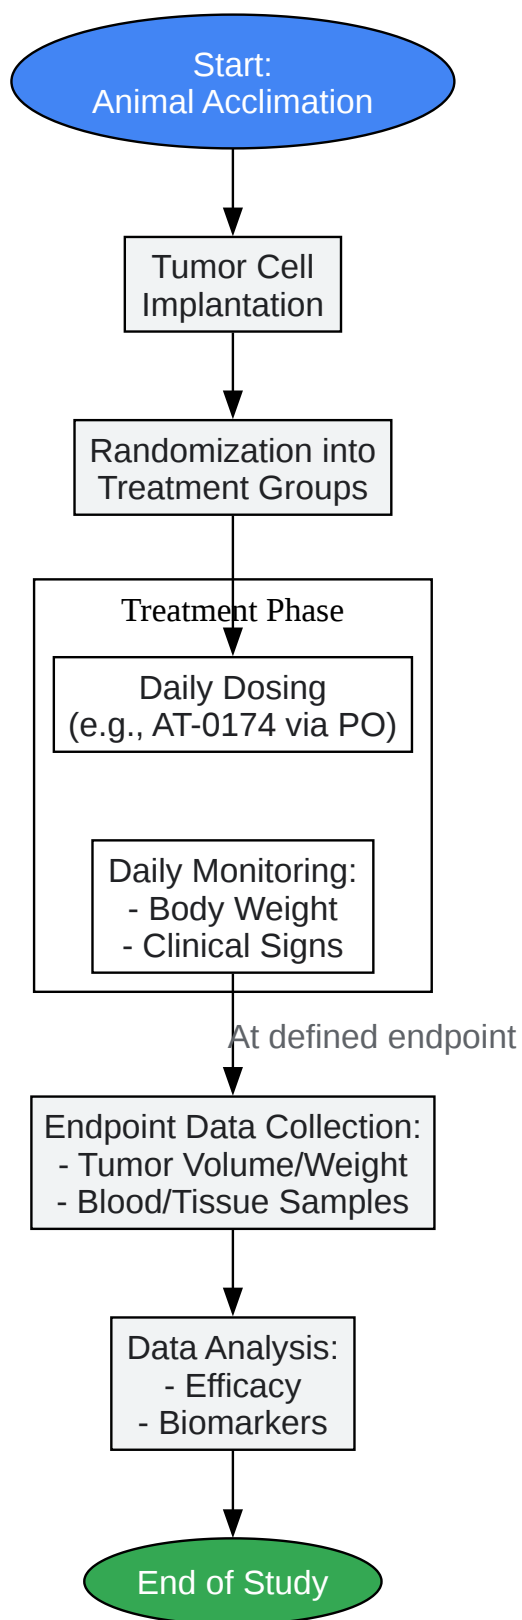 Start:
Animal Acclimation
Tumor Cell
Implantation
Randomization into
Treatment Groups
Treatment Phase
Daily Dosing
(e.g., AT-0174 via PO)
Daily Monitoring:
- Body Weight
- Clinical Signs
At defined endpoint
Endpoint Data Collection:
- Tumor Volume/Weight
- Blood/Tissue Samples
Data Analysis:
- Efficacy
- Biomarkers
End of Study